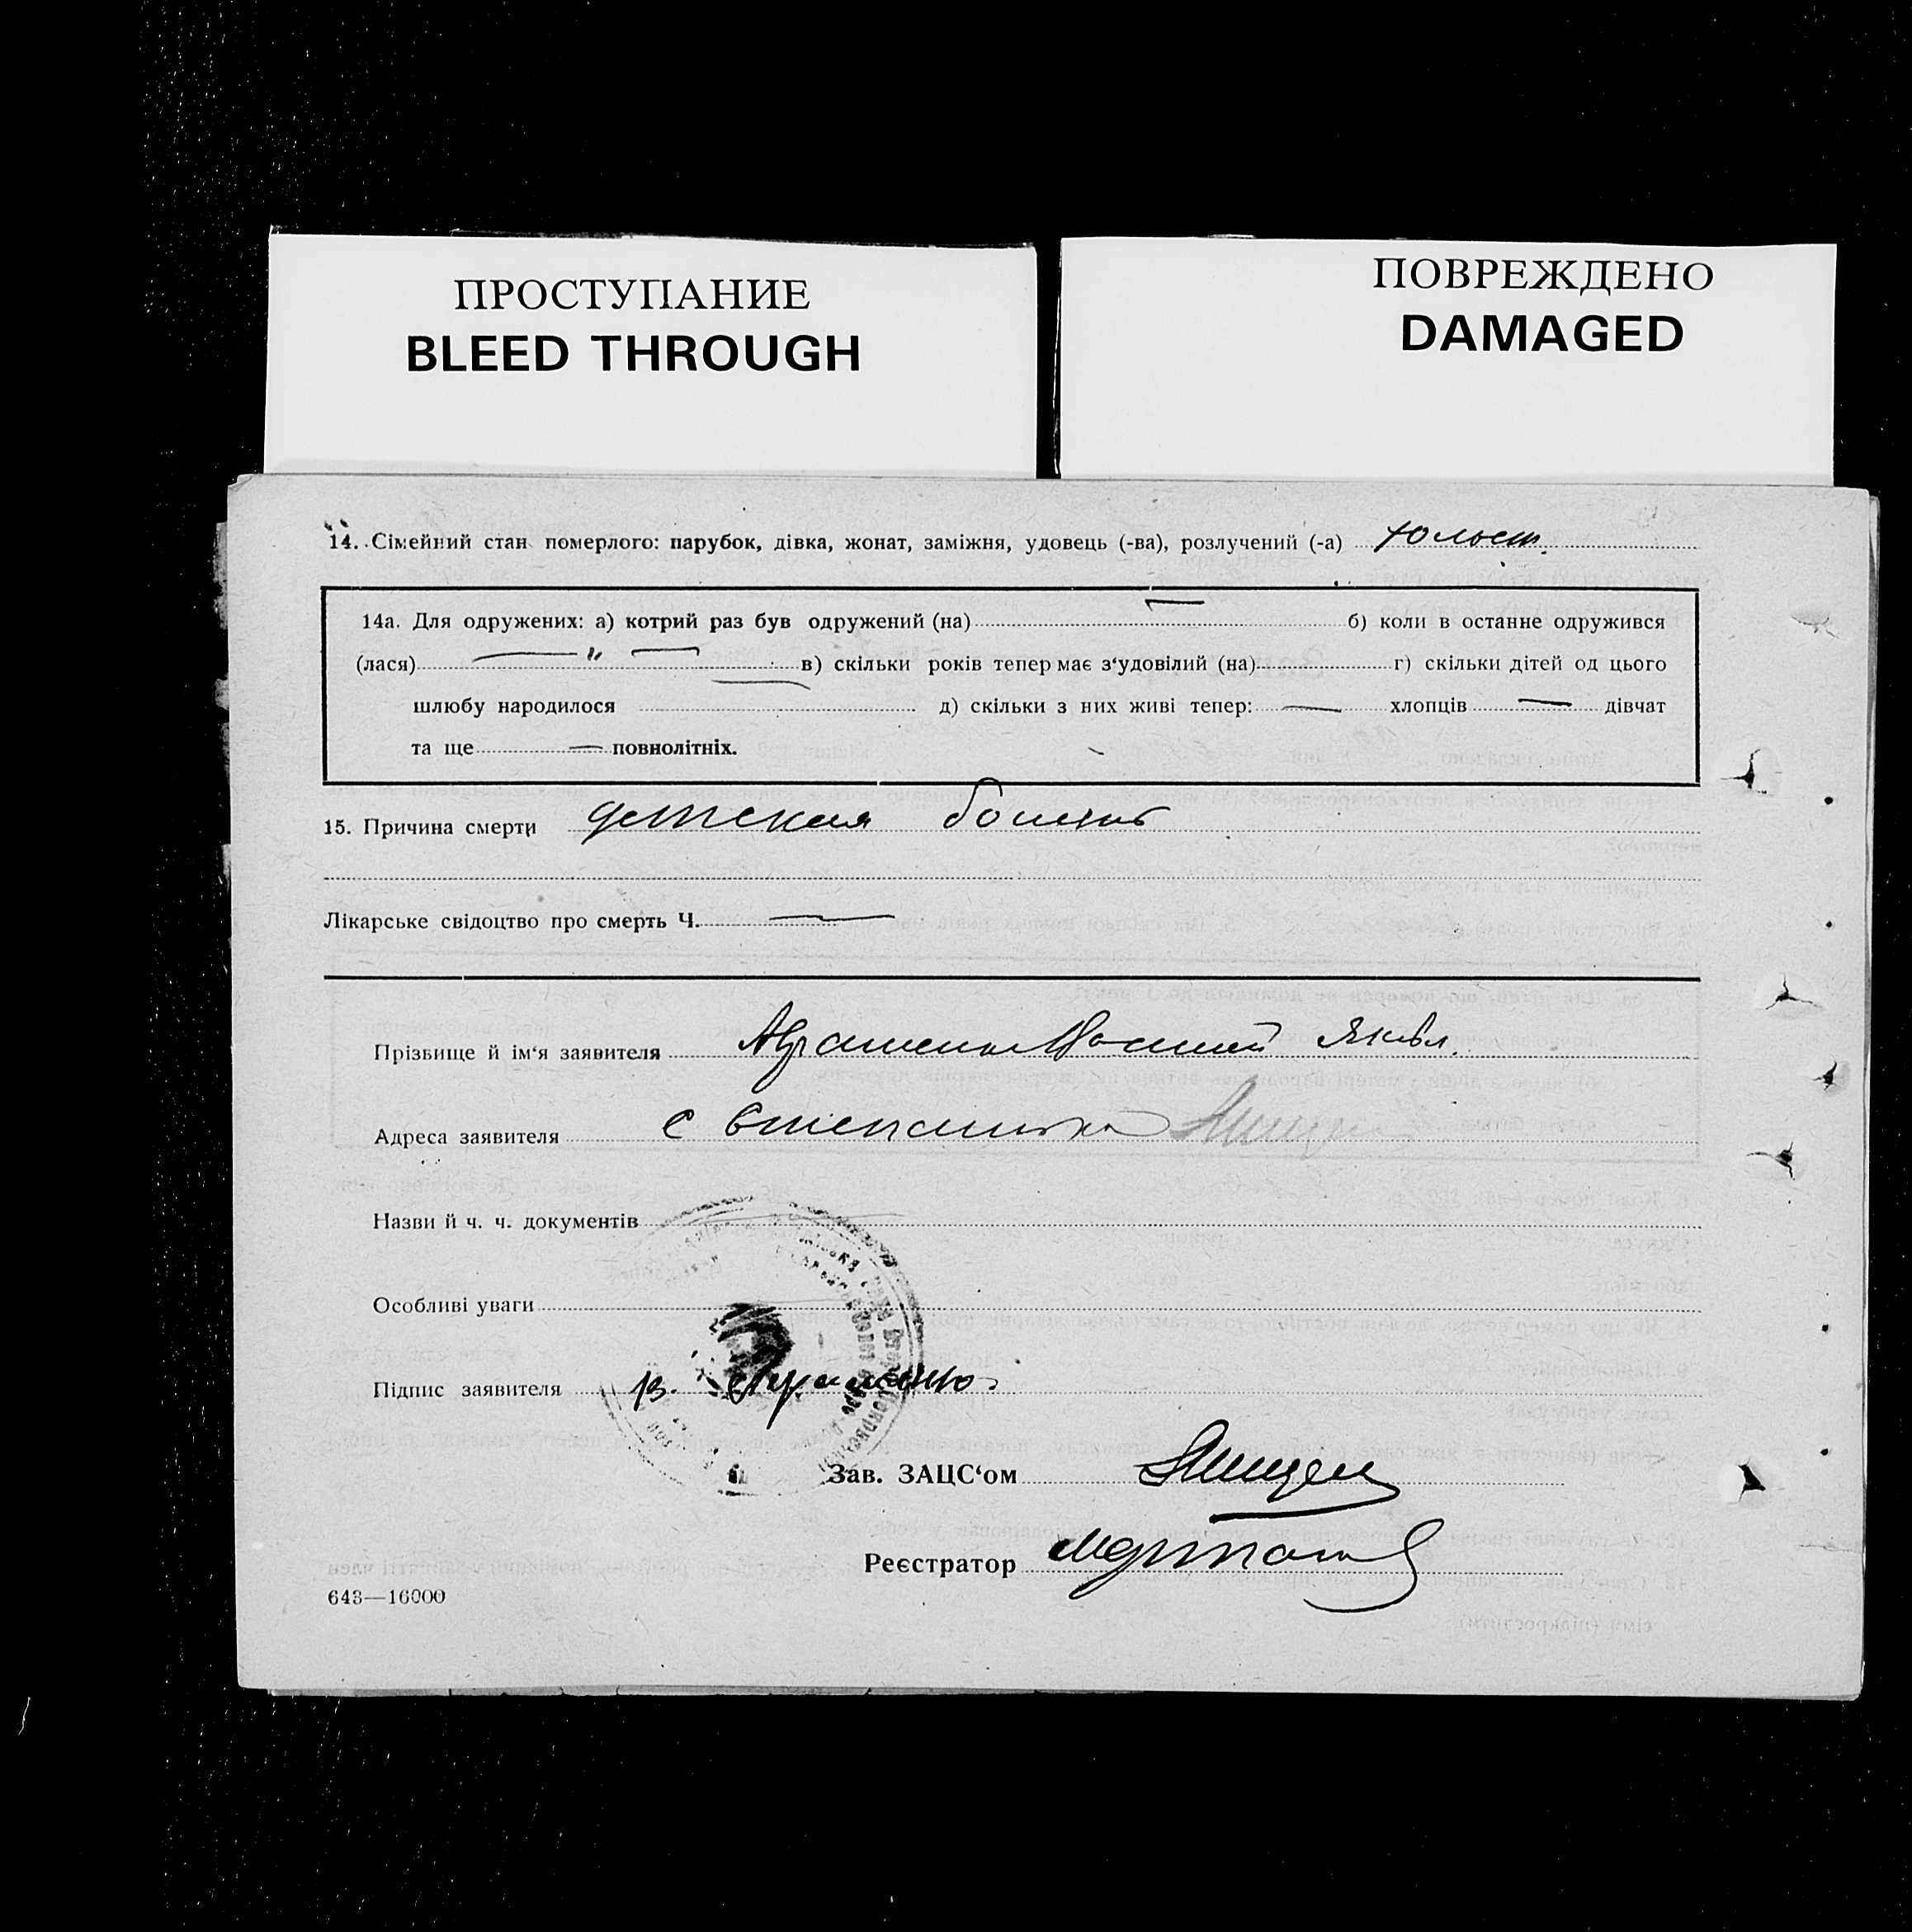 ПРОСТУПАНИЕ
BLEED THROUGH
ПОВРЕЖДЕНО
DAMAGED
14. Сімейний стан померлого: парубок, дівка, жонат, заміжня, удовець (-ва), розлучений (-а)
14а. Для одружених: а) котрий раз був одружений (на) — б) коли в останне одружився
(лася) — " — в) скільки років тепер має з'удовілий (на) г) скільки дітей од цього
шлюбу народилося — д) скільки з них живі тепер: — хлопців — дівчат
та ще — повнолітніх.
15. Причина смерти детская болезнь
Лікарське свідоцтво про смерть Ч. —
Прізвище й ім'я заявителя Яковл.
Адреса заявителя с
Назви й ч. ч. документів
Особливі уваги
Підпис заявителя В.
Зав. ЗАЦС'ом
Реєстратор
643—16000